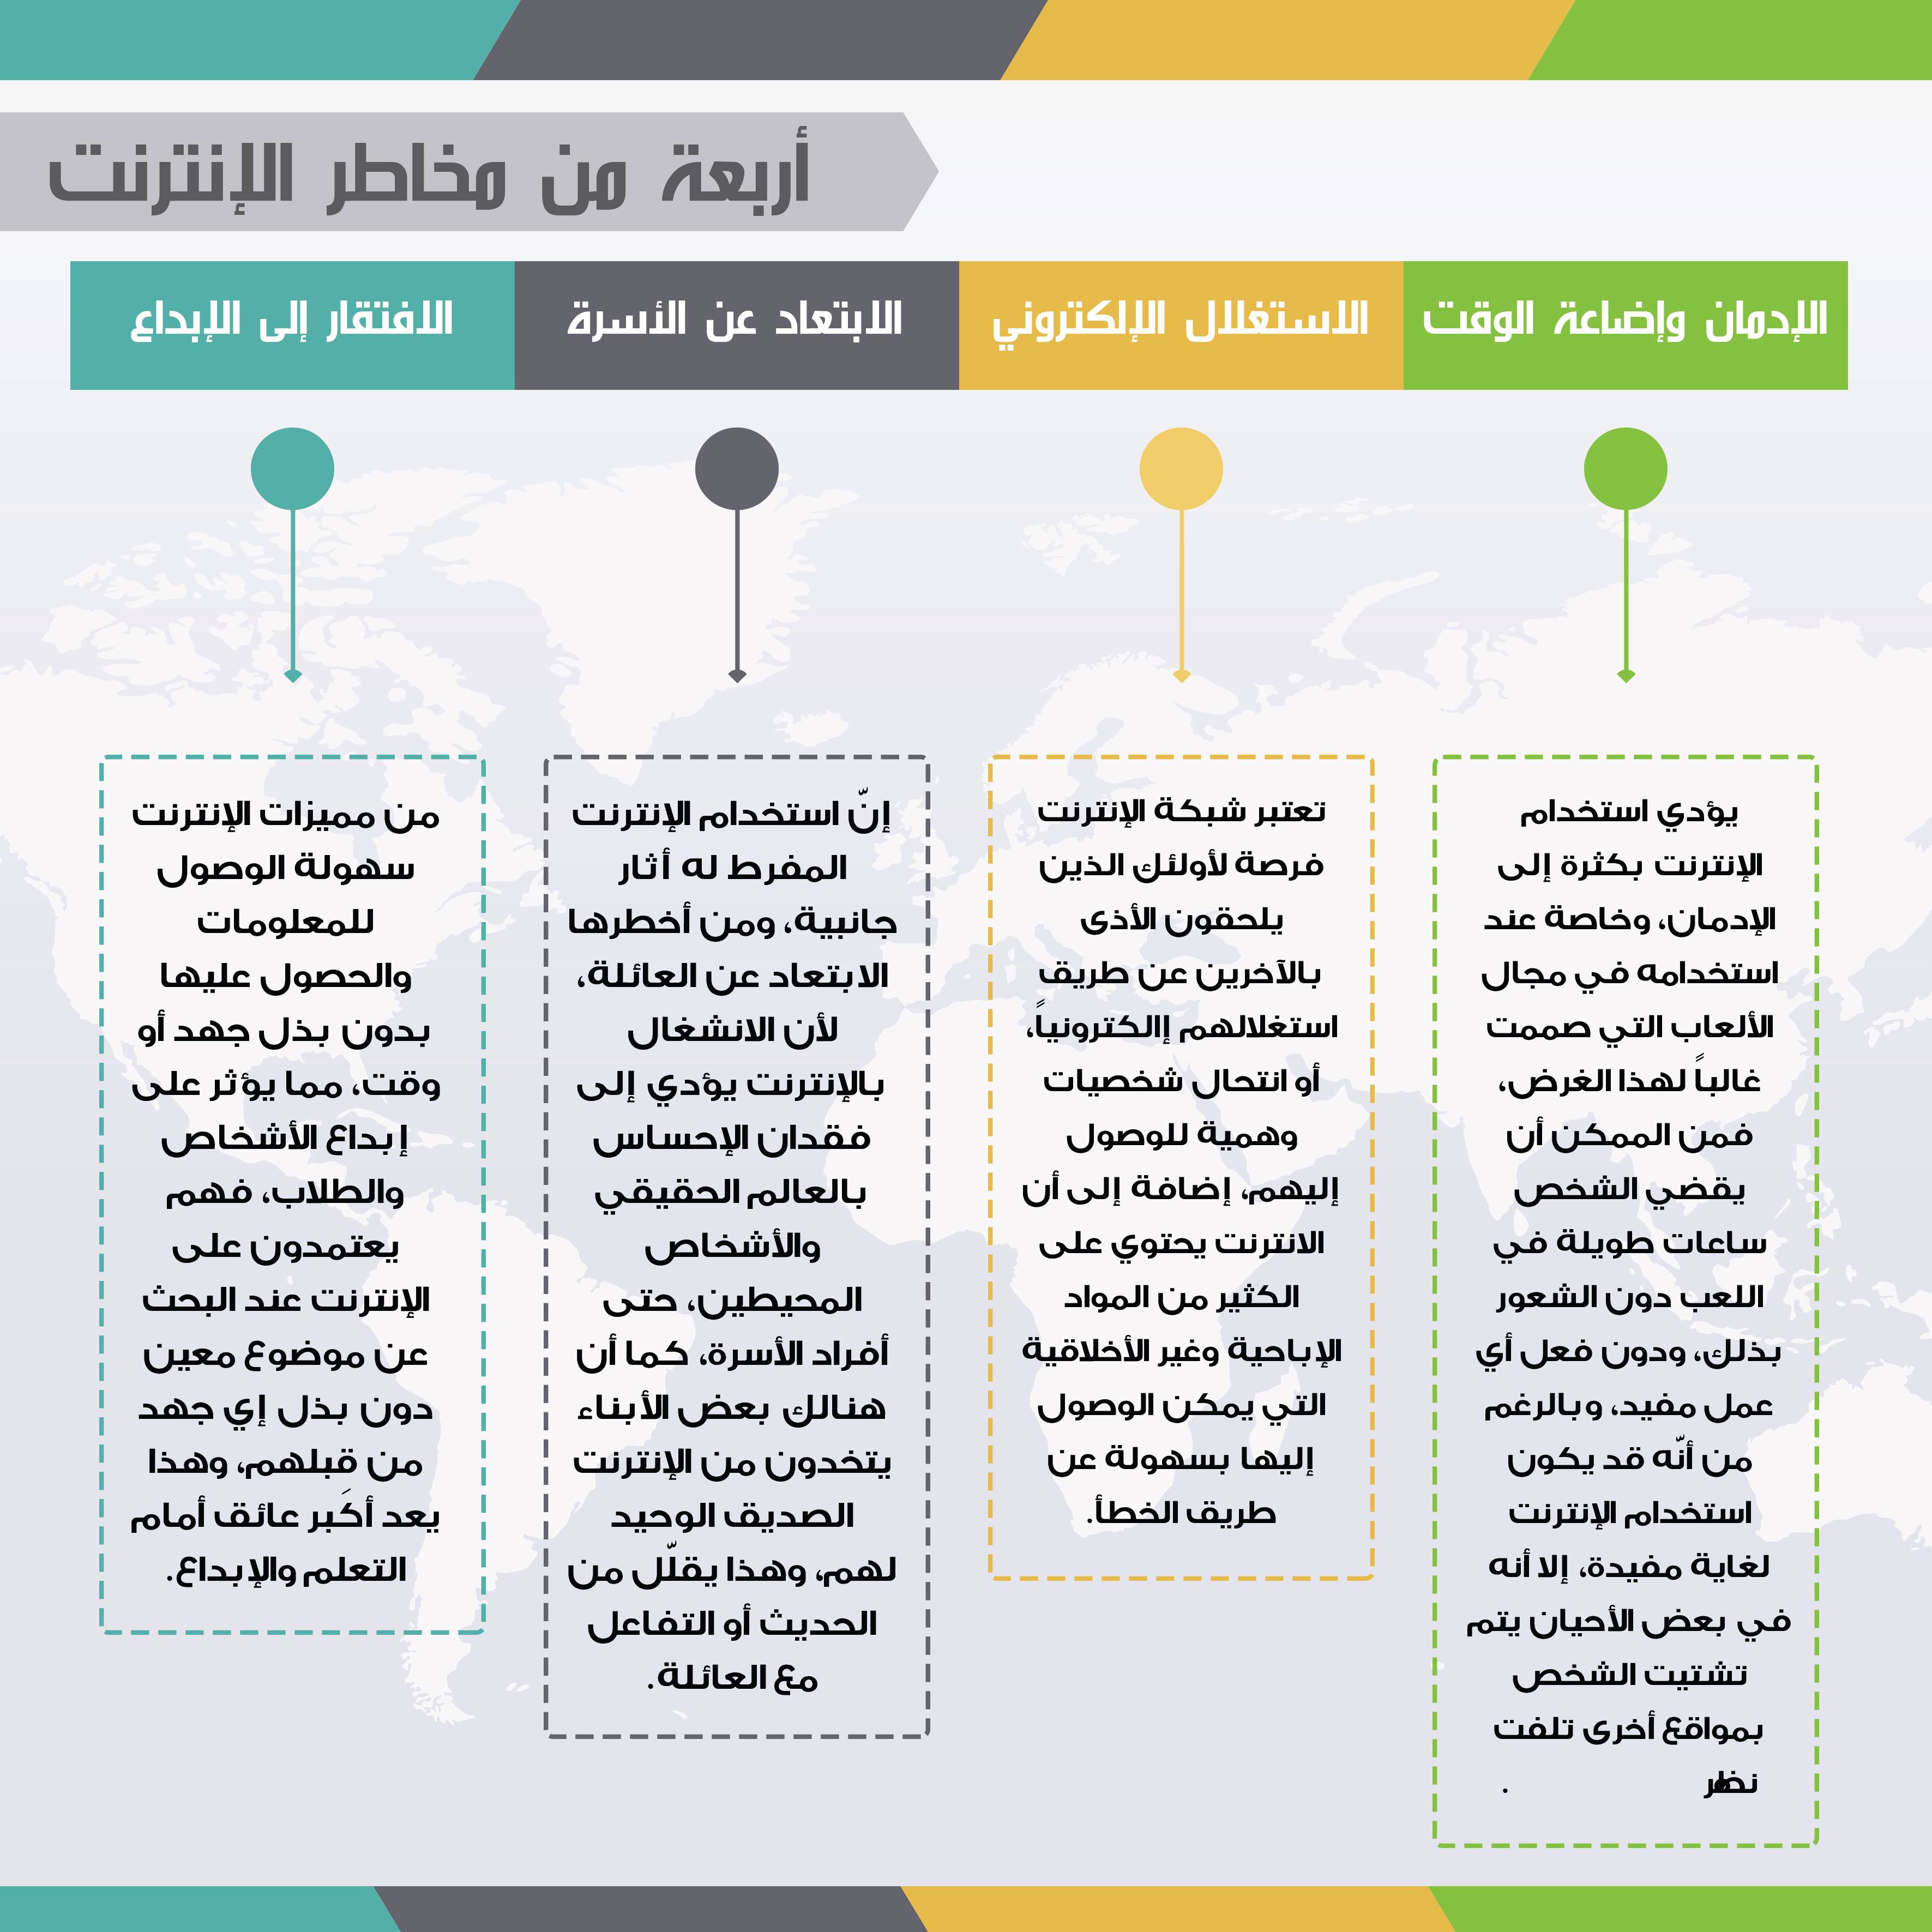 أربعة من مخاطر الإنترنت
الإدمان وإضاعة الوقت
يؤدي استخدام
الإنترنت بكثرة إلى
الإدمان، وخاصة عند
استخدامه في مجال
الألعاب التي صممت
غالباً لهذا الغرض،
فمن الممكن أن
يقضي الشخص
ساعات طويلة في
اللعب دون الشعور
بذلك، ودون فعل أي
عمل مفيد، وبالرغم
من أنّه قد يكون
استخدام الإنترنت
لغاية مفيدة، إلا أنه
في بعض الأحيان يتم
تشتيت الشخص
بمواقع أخرى تلفت
.
الاستغلال الإلكتروني
تعتبر شبكة الإنترنت
فرصة لأولئك الذين
يلحقون الأذى
بالآخرين عن طريق
استغلالهم إالكترونياً،
أو انتحال شخصيات
وهمية للوصول
إليهم، إضافة إلى أن
الانترنت يحتوي على
الكثير من المواد
الإباحية وغير الأخلاقية
التي يمكن الوصول
إليها بسهولة عن
طريق الخطأ.
الابتعاد عن الأسرة
إنّ استخدام الإنترنت
المفرط له أثار
جانبية، ومن أخطرها
الابتعاد عن العائلة،
لأن الانشغال
بالإنترنت يؤدي إلى
فقدان الإحساس
بالعالم الحقيقي
والأشخاص
المحيطين، حتى
أفراد الأسرة، كما أن
هنالك بعض الأبناء
يتخدون من الإنترنت
الصديق الوحيد
لهم، وهذا يقلّل من
الحديث أو التفاعل
مع العائلة.
الافتقار إلى الإبداع
من مميزات الإنترنت
سهولة الوصول
للمعلومات
والحصول عليها
بدون بذل جهد أو
وقت، مما يؤثر على
إبداع الأشخاص
والطلاب، فهم
يعتمدون على
الإنترنت عند البحث
عن موضوع معين
دون بذل إي جهد
من قبلهم، وهذا
يعد أكَبر عائق أمام
التعلم والإبداع.